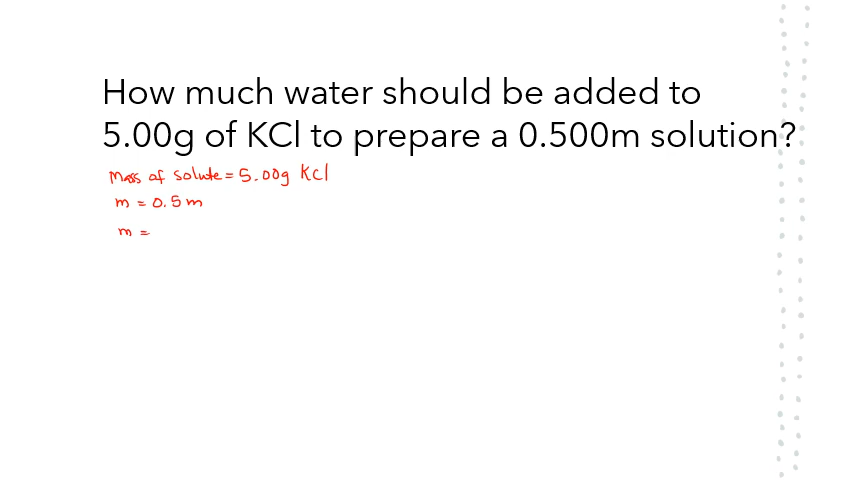 How much water should be added to
5.00g of KCl to prepare a 0.500m solution?
Mass of solute = 5.00g KCl
m = 0.5 m
m =